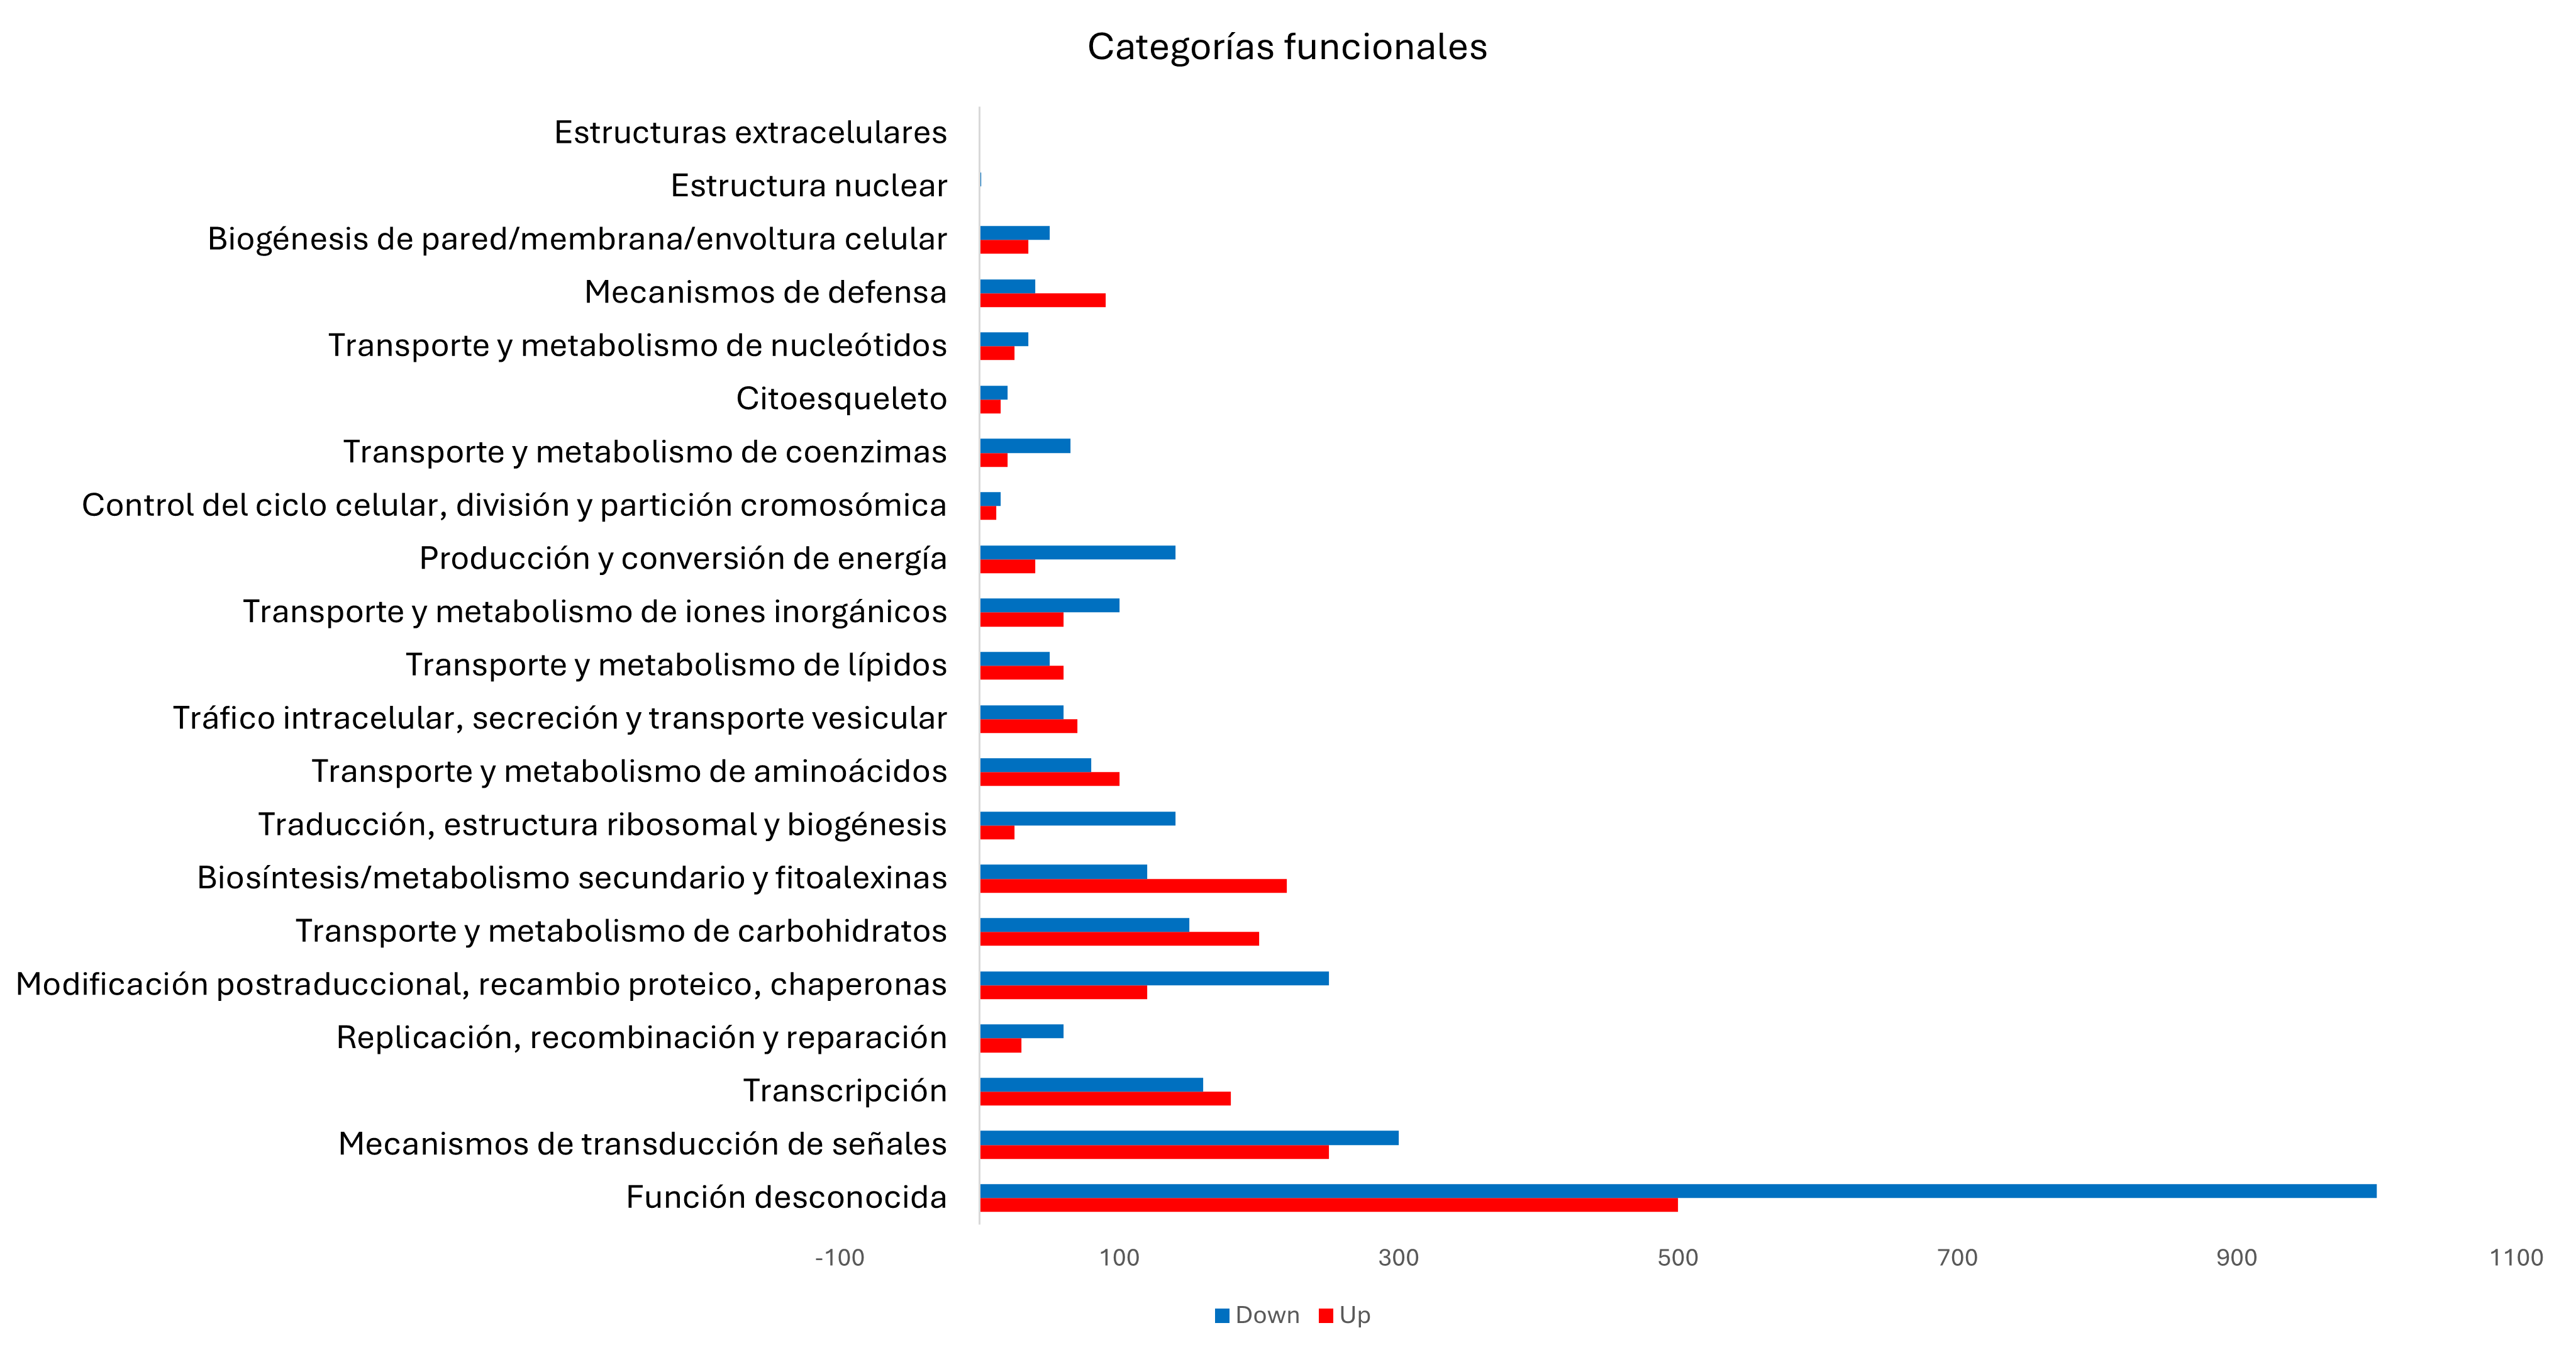 Categorías funcionales
Estructuras extracelulares
Estructura nuclear
Biogénesis de pared/membrana/envoltura celular
Mecanismos de defensa
Transporte y metabolismo de nucleótidos
Citoesqueleto
Transporte y metabolismo de coenzimas
Control del ciclo celular, división y partición cromosómica
Producción y conversión de energía
Transporte y metabolismo de iones inorgánicos
Transporte y metabolismo de lípidos
Tráfico intracelular, secreción y transporte vesicular
Transporte y metabolismo de aminoácidos
Traducción, estructura ribosomal y biogénesis
Biosíntesis/metabolismo secundario y fitoalexinas
Transporte y metabolismo de carbohidratos
Modificación postraduccional, recambio proteico, chaperonas
Replicación, recombinación y reparación
Transcripción
Mecanismos de transducción de señales
Función desconocida
-100 100 300 500 700 900 1100
Down Up